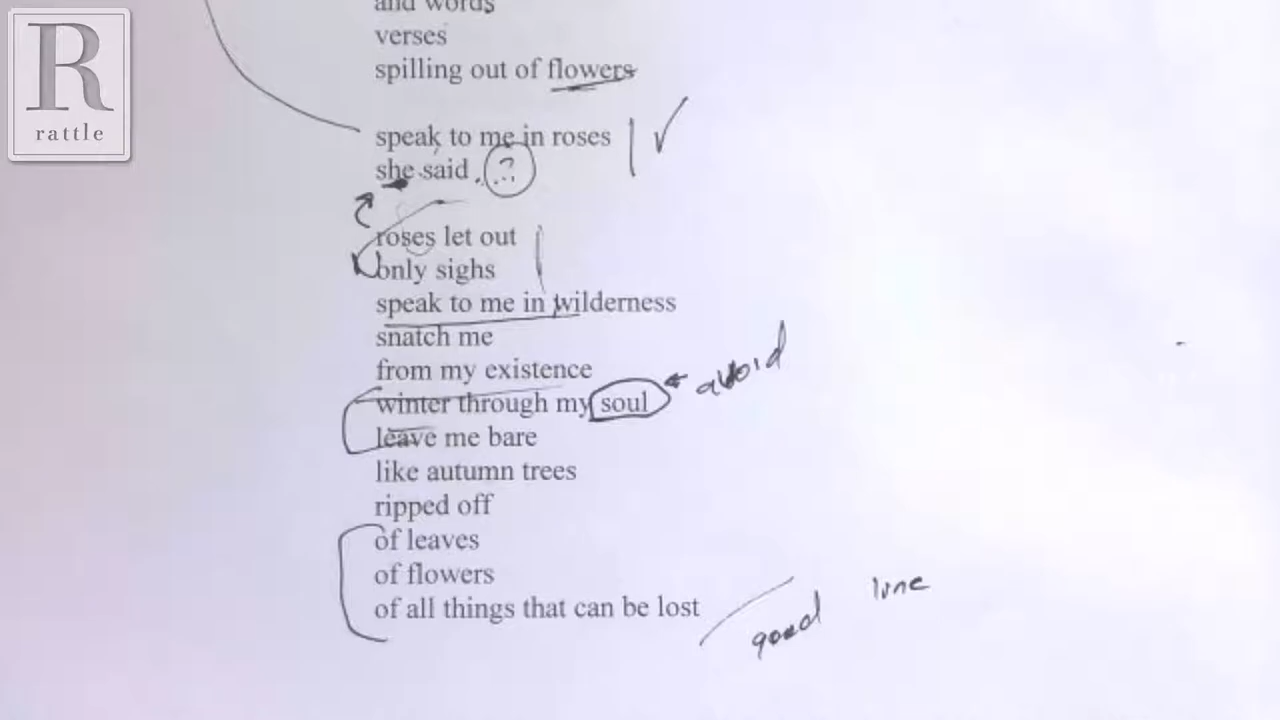 R
rattle
and words
verses
spilling out of flowers
speak to me in roses
she said . ?
roses let out
only sighs
speak to me in wilderness
snatch me
from my existence
winter through my soul avoid
leave me bare
like autumn trees
ripped off
of leaves
of flowers
of all things that can be lost
good line